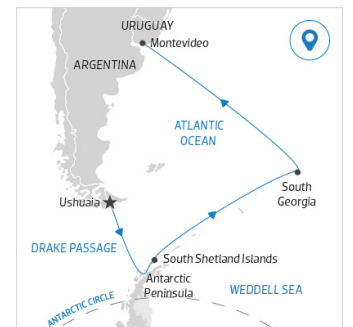 URUGUAY
Montevideo
ARGENTINA
ATLANTIC
OCEAN
South
Georgia
Ushuaia
DRAKE PASSAGE
South Shetland Islands
Antarctic
Peninsula
WEDDELL SEA
ANTARCTIC CIRCLE